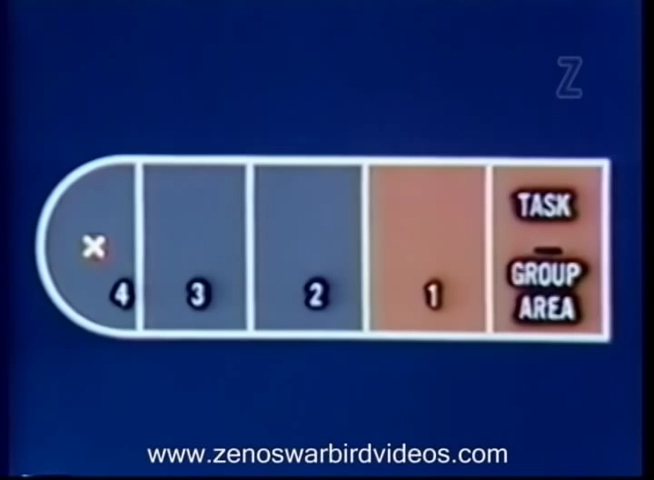 Z
TASK
-
GROUP
AREA
4 3 2 1
www.zenoswarbirdvideos.com